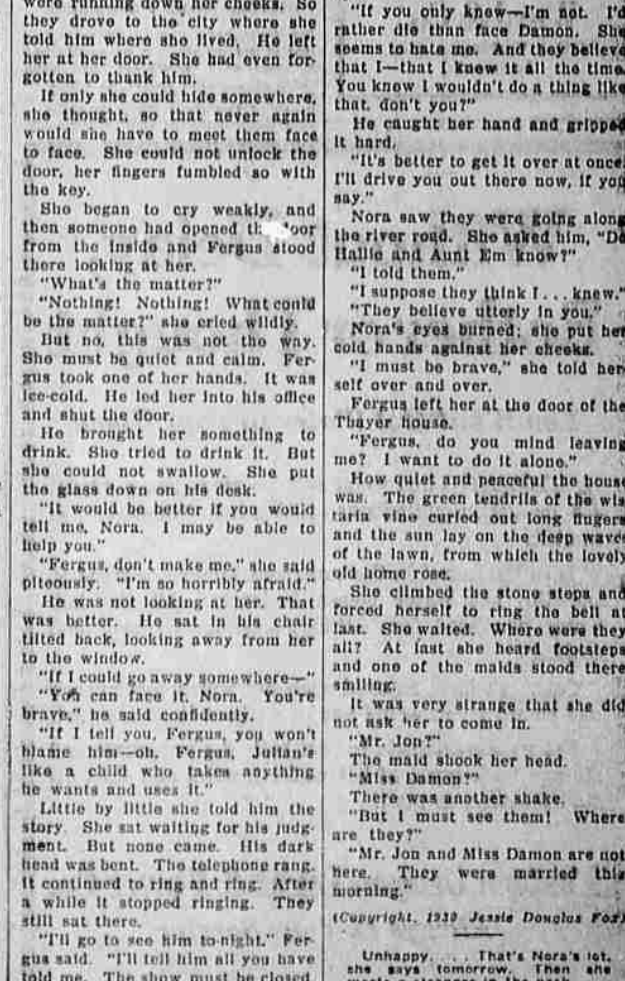 were running down her cheeks. So
they drove to the city where she
told him where she lived. He left
her at her door. She had even for-
gotten to thank him.
If only she could hide somewhere,
she thought, so that never again
would she have to meet them face
to face. She could not unlock the
door, her fingers fumbled so with
the key.
She began to cry weakly, and
then someone had opened th door
from the inside and Fergus stood
there looking at her.
"What's the matter?"
"Nothing! Nothing! What could
be the matter?" she cried wildly.
But no, this was not the way.
She must be quiet and calm. Fer-
gus took one of her hands. It was
ice-cold. He led her into his office
and shut the door.
He brought her something to
drink. She tried to drink it. But
she could not swallow. She put
the glass down on his desk.
"It would be better if you would
tell me, Nora. I may be able to
help you."
"Fergus, don't make me," she said
piteously. "I'm so horribly afraid."
He was not looking at her. That
was better. He sat in his chair
tilted back, looking away from her
to the window.
"If I could go away somewhere—"
"You can face it, Nora. You're
brave," he said confidently.
"If I tell you, Fergus, you won't
blame him—oh, Fergus, Julian's
like a child who takes anything
he wants and uses it."
Little by little she told him the
story. She sat waiting for his judg-
ment. But none came. His dark
head was bent. The telephone rang.
It continued to ring and ring. After
a while it stopped ringing. They
still sat there.
"I'll go to see him to-night," Fer-
gus said. "I'll tell him all you have
told me. The show must be closed
"If you only knew—I'm not. I'd
rather die than face Damon. She
seems to hate me. And they believe
that I—that I knew it all the time.
You know I wouldn't do a thing like
that, don't you?"
He caught her hand and gripped
it hard.
"It's better to get it over at once.
I'll drive you out there now, if you
say."
Nora saw they were going along
the river road. She asked him, "Do
Hallie and Aunt Em know?"
"I told them."
"I suppose they think I . . . knew."
"They believe utterly in you."
Nora's eyes burned; she put her
cold hands against her cheeks.
"I must be brave," she told her-
self over and over.
Fergus left her at the door of the
Thayer house.
"Fergus, do you mind leaving
me? I want to do it alone."
How quiet and peaceful the house
was. The green tendrils of the wis-
taria vine curled out long fingers
and the sun lay on the deep waves
of the lawn, from which the lovely
old home rose.
She climbed the stone steps and
forced herself to ring the bell at
last. She waited. Where were they
all? At last she heard footsteps
and one of the maids stood there
smiling.
It was very strange that she did
not ask her to come in.
"Mr. Jon?"
The maid shook her head.
"Miss Damon?"
There was another shake.
"But I must see them! Where
are they?"
"Mr. Jon and Miss Damon are not
here. They were married this
morning."
(Copyright, 1930 Jessie Douglas Fox)
Unhappy. . . . That's Nora's lot,
she says tomorrow. Then she